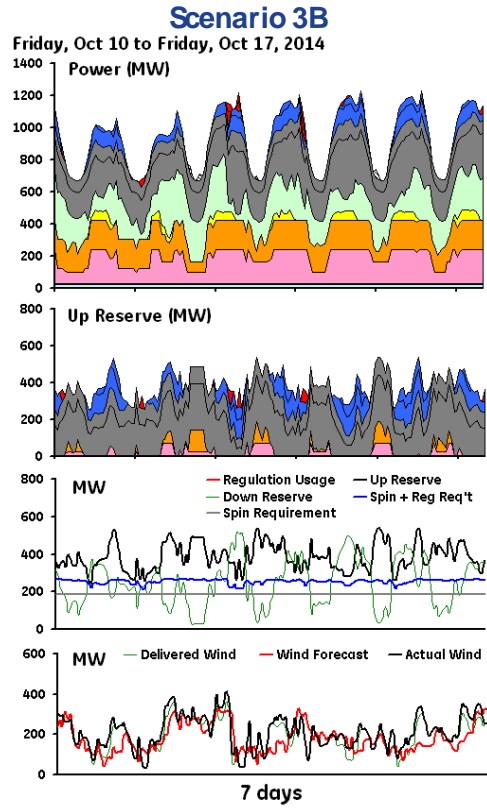 Scenario 3B
Friday, Oct 10 to Friday, Oct 17, 2014
Power (MW)
1400
1200
1000
800
600
400
200
0
Up Reserve (MW)
800
600
400
200
0
MW
Regulation Usage
Up Reserve
Down Reserve
Spin + Reg Req't
Spin Requirement
800
600
400
200
0
MW
Delivered Wind
Wind Forecast
Actual Wind
600
400
200
0
7 days